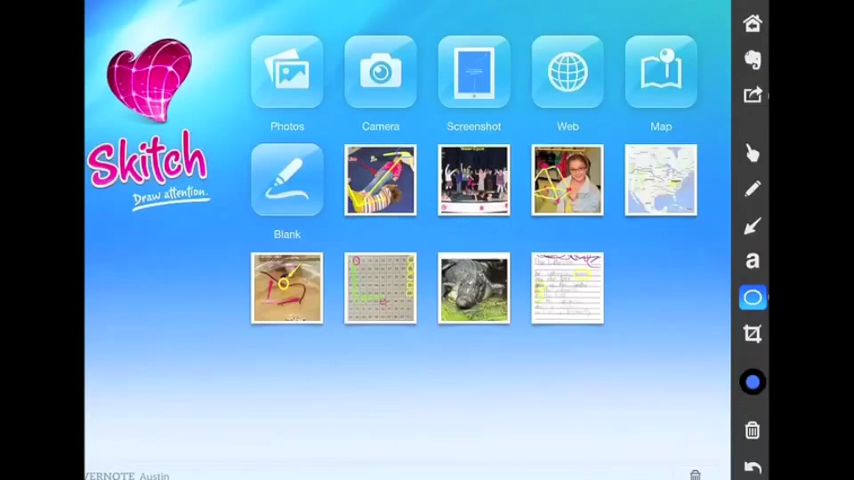 Skitch
Draw attention.
Photos
Camera
Screenshot
Web
Map
Blank
a
VERNOTE Austin